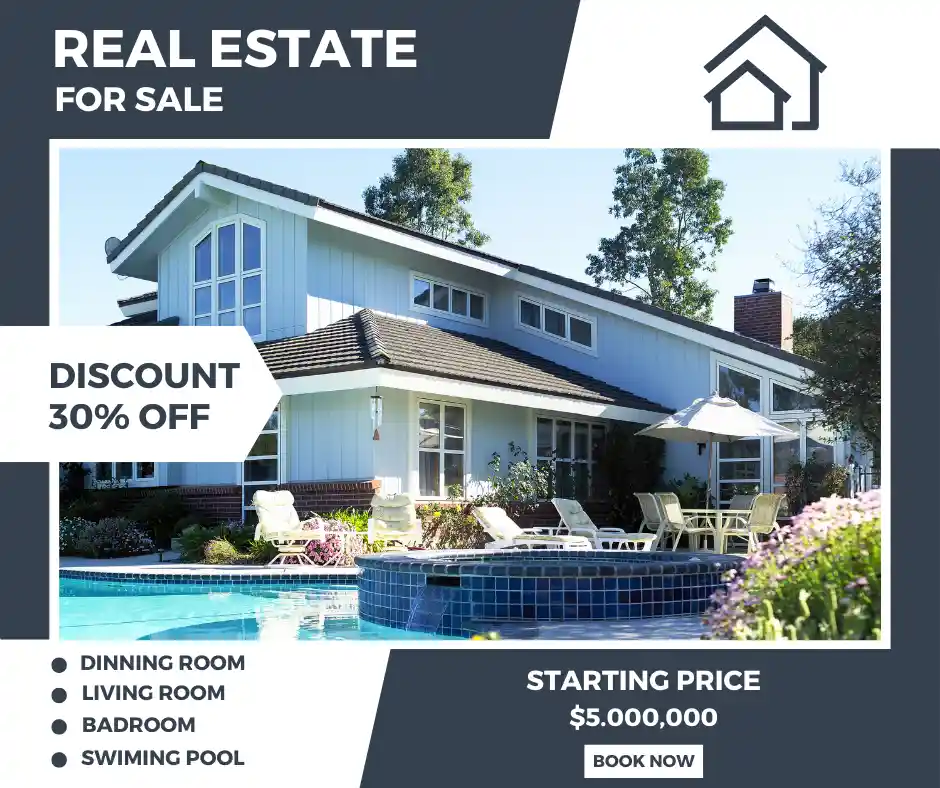 REAL ESTATE
FOR SALE
DISCOUNT
30% OFF
DINNING ROOM
LIVING ROOM
BADROOM
SWIMING POOL
STARTING PRICE
$5.000,000
BOOK NOW